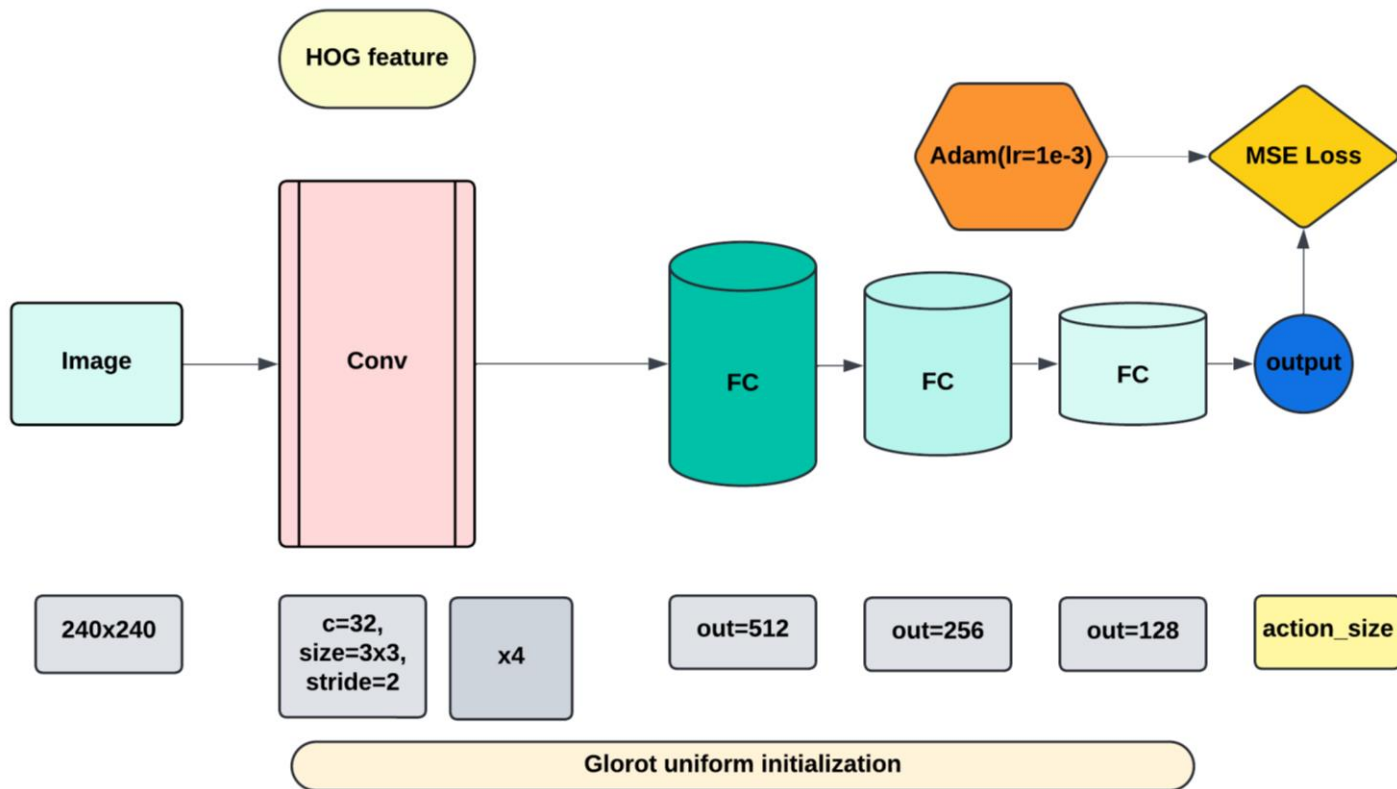 HOG feature
Adam(lr=1e-3)
MSE Loss
Image
Conv
FC
FC
FC
output
240x240
c=32,
size=3x3,
stride=2
x4
out=512
out=256
out=128
action_size
Glorot uniform initialization